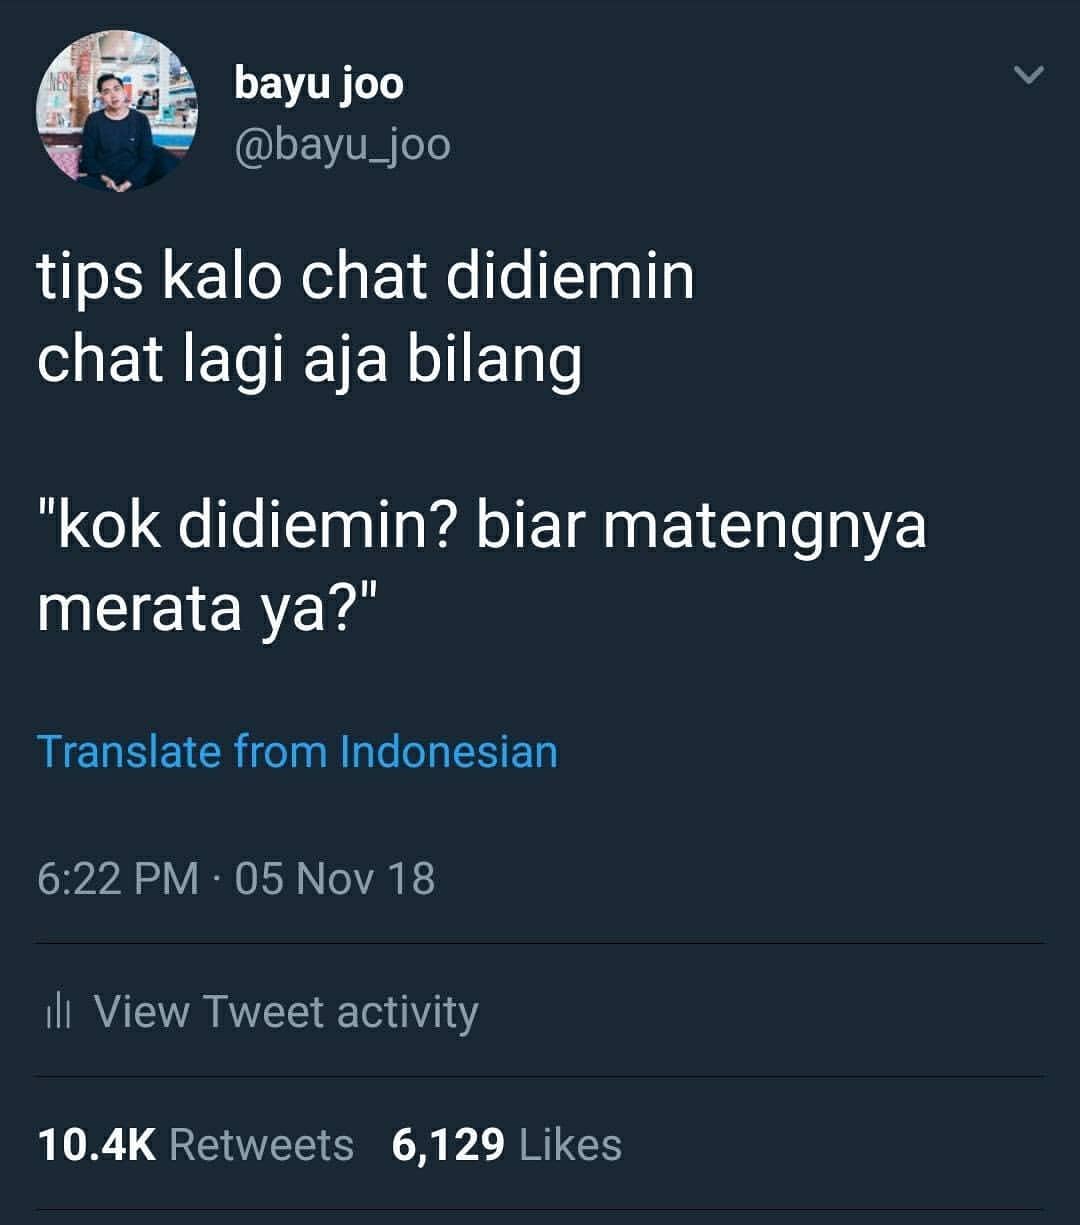 bayu joo
@bayu_joo
tips kalo chat didiemin
chat lagi aja bilang
"kok didiemin? biar matengnya
merata ya?"
Translate from Indonesian
6:22 PM · 05 Nov 18
View Tweet activity
10.4K Retweets 6,129 Likes